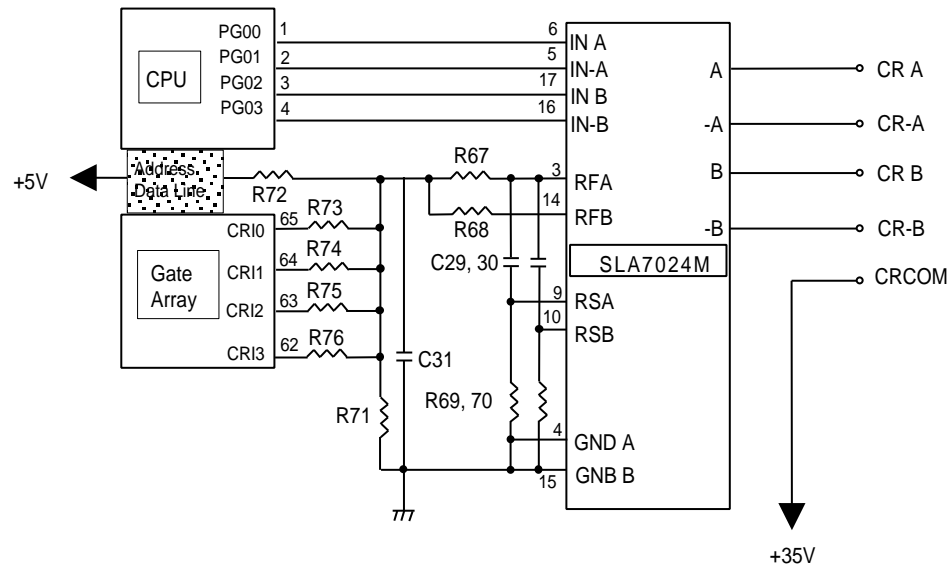 PG00 1
PG01 2
PG02 3
PG03 4
CPU
6 IN A
5 IN-A
17 IN B
16 IN-B
A CR A
-A CR-A
B CR B
-B CR-B
CRCOM
+5V
Address
Data Line
R72
R67
R68
3 RFA
14 RFB
SLA7024M
C29, 30
9 RSA
10 RSB
Gate
Array
CRI0 65 R73
CRI1 64 R74
CRI2 63 R75
CRI3 62 R76
C31
R71
R69, 70
4 GND A
15 GNB B
+35V